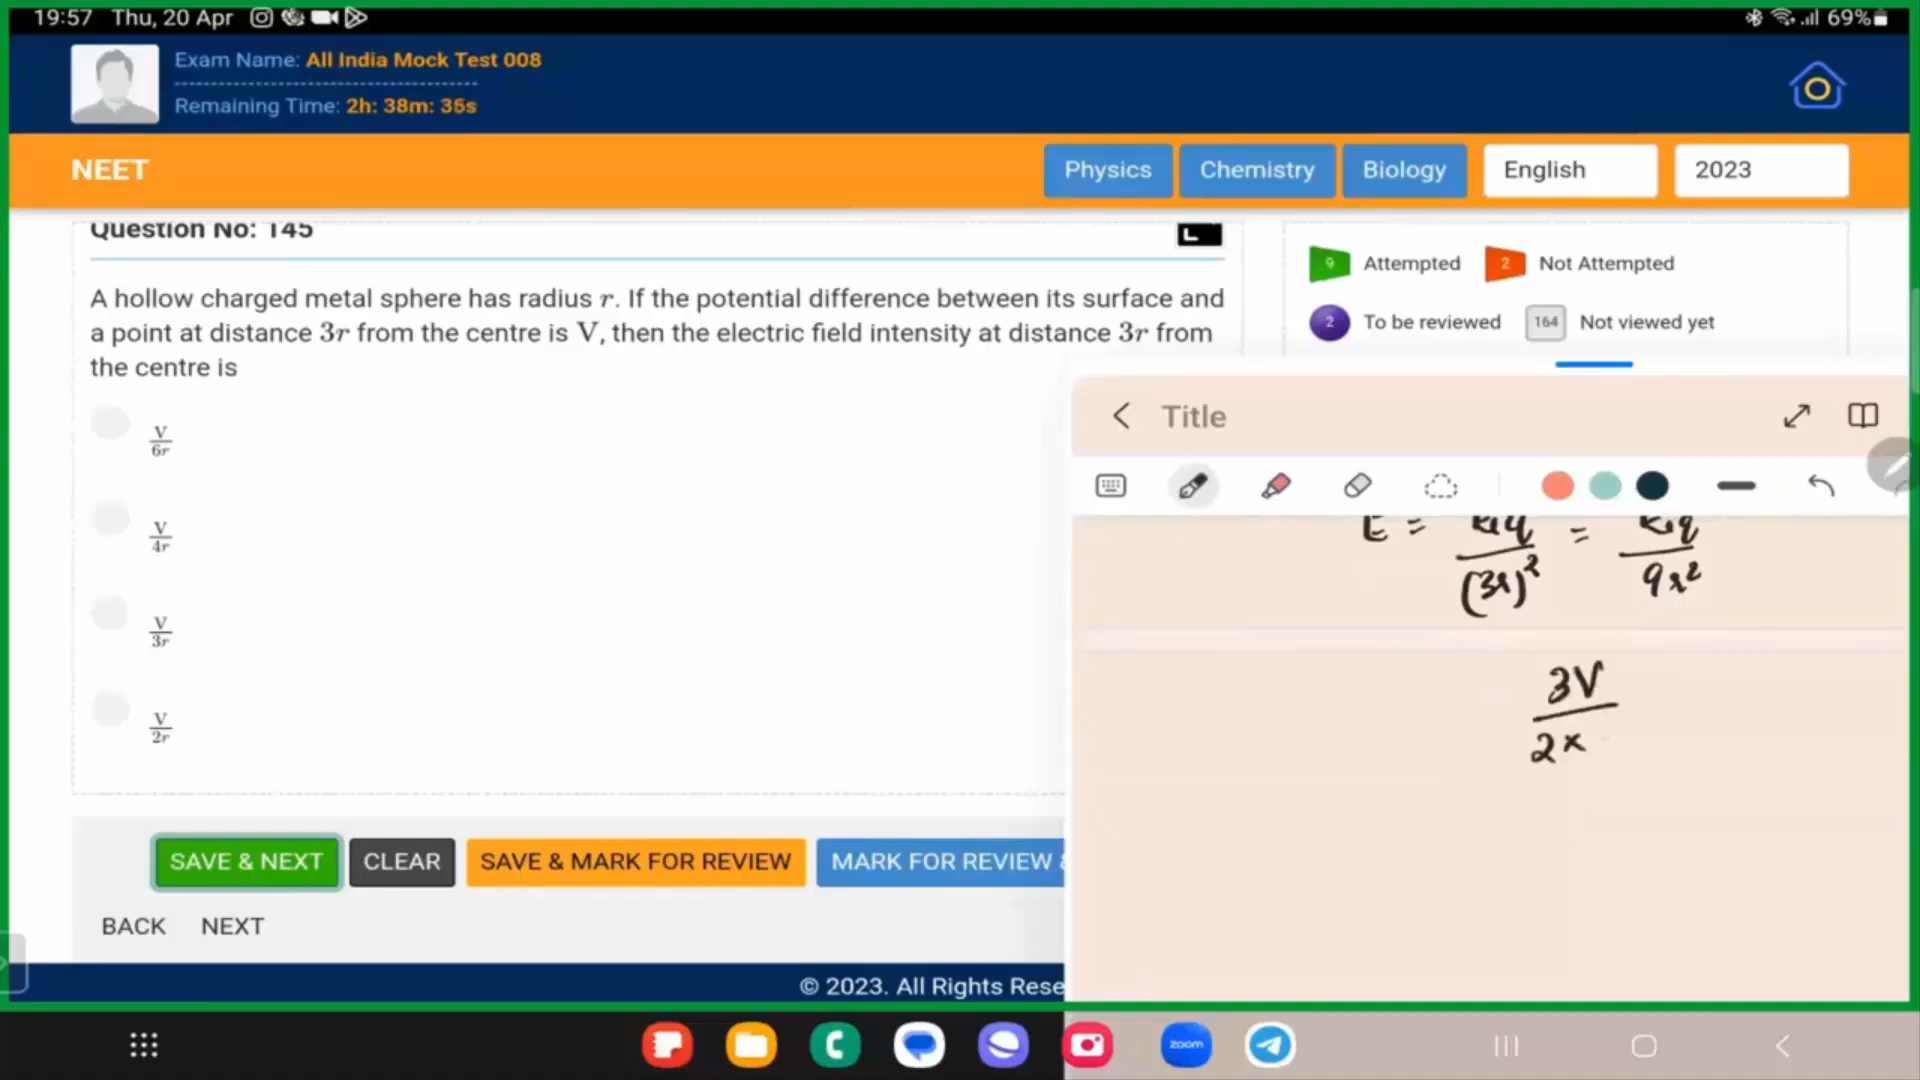 19:57 Thu, 20 Apr 69%
Exam Name: All India Mock Test 008
Remaining Time: 2h: 38m: 35s
NEET Physics Chemistry Biology English 2023
Question No: 145
A hollow charged metal sphere has radius r. If the potential difference between its surface and
a point at distance 3r from the centre is V, then the electric field intensity at distance 3r from
the centre is
V/6r
V/4r
V/3r
V/2r
9 Attempted 2 Not Attempted
2 To be reviewed 164 Not viewed yet
Title
E = kq/(3r)² = kq/9r²
3V/2×
SAVE & NEXT CLEAR SAVE & MARK FOR REVIEW MARK FOR REVIEW &
BACK NEXT
© 2023. All Rights Rese
zoom